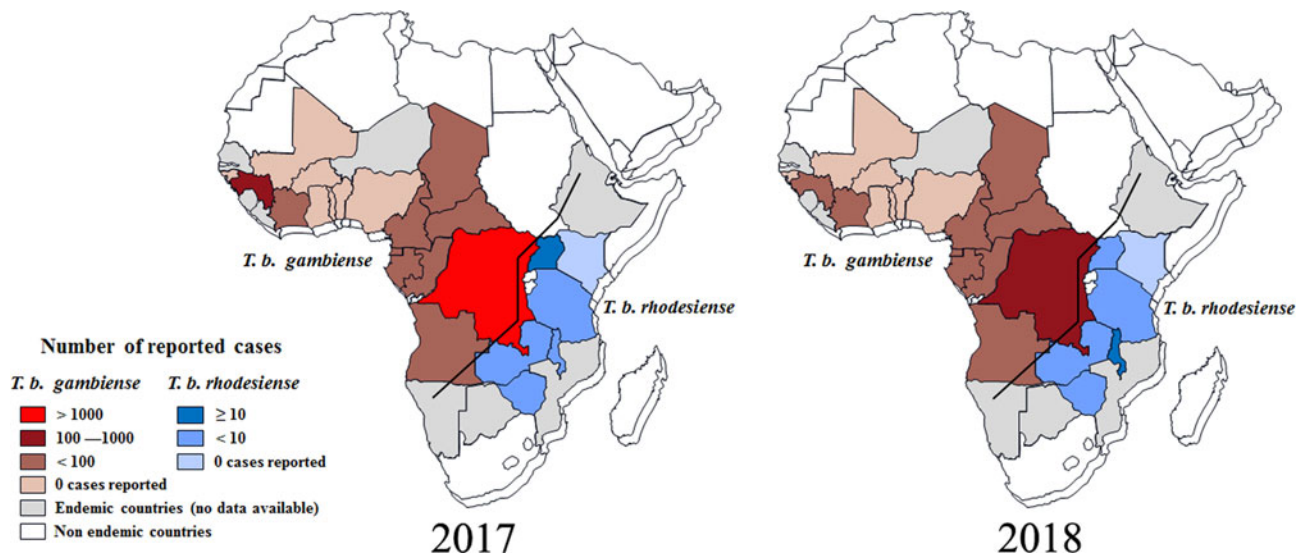 T. b. gambiense
T. b. rhodesiense
T. b. gambiense
T. b. rhodesiense
Number of reported cases
T. b. gambiense T. b. rhodesiense
> 1000 ≥ 10
100 —1000 < 10
< 100 0 cases reported
0 cases reported
Endemic countries (no data available)
Non endemic countries
2017 2018